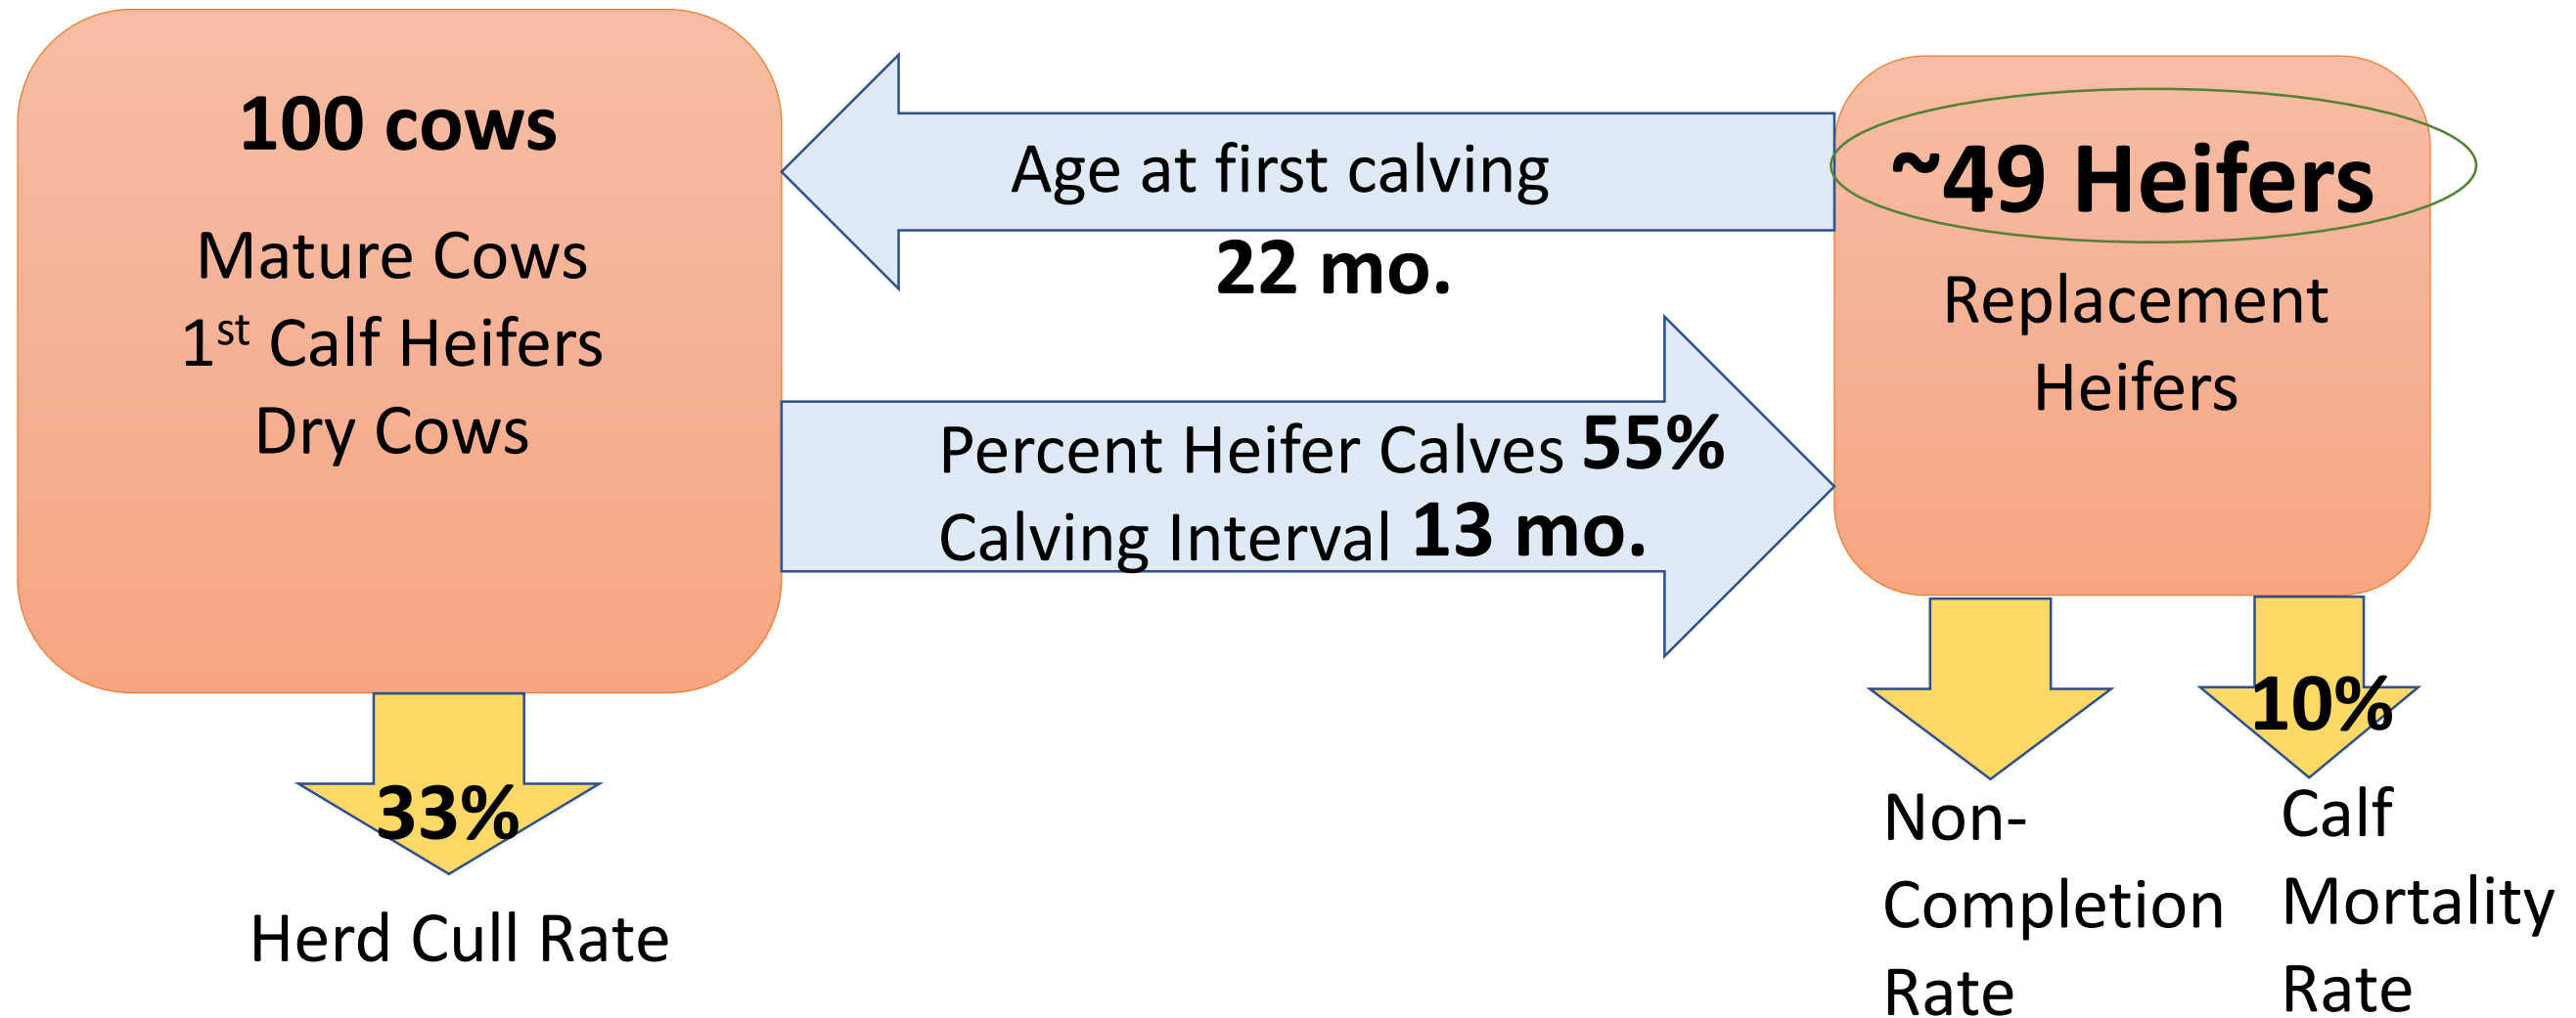 100 cows
Mature Cows
1st Calf Heifers
Dry Cows
33%
Herd Cull Rate
Age at first calving
22 mo.
Percent Heifer Calves 55%
Calving Interval 13 mo.
~49 Heifers
Replacement
Heifers
Non-
Completion
Rate
10%
Calf
Mortality
Rate